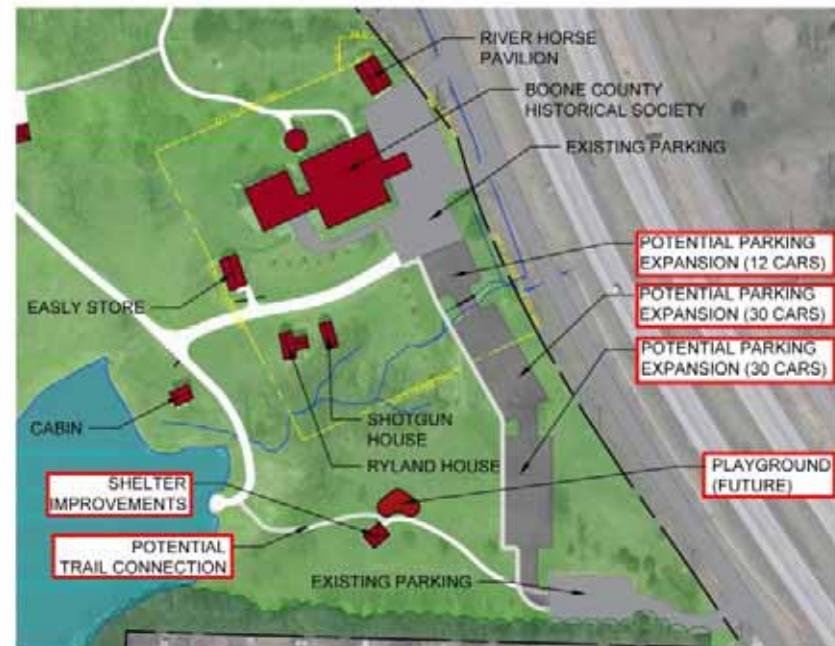 RIVER HORSE
PAVILION
BOONE COUNTY
HISTORICAL SOCIETY
EXISTING PARKING
POTENTIAL PARKING
EXPANSION (12 CARS)
POTENTIAL PARKING
EXPANSION (30 CARS)
POTENTIAL PARKING
EXPANSION (30 CARS)
EASLY STORE
CABIN
SHOTGUN
HOUSE
RYLAND HOUSE
SHELTER
IMPROVEMENTS
PLAYGROUND
(FUTURE)
POTENTIAL
TRAIL CONNECTION
EXISTING PARKING